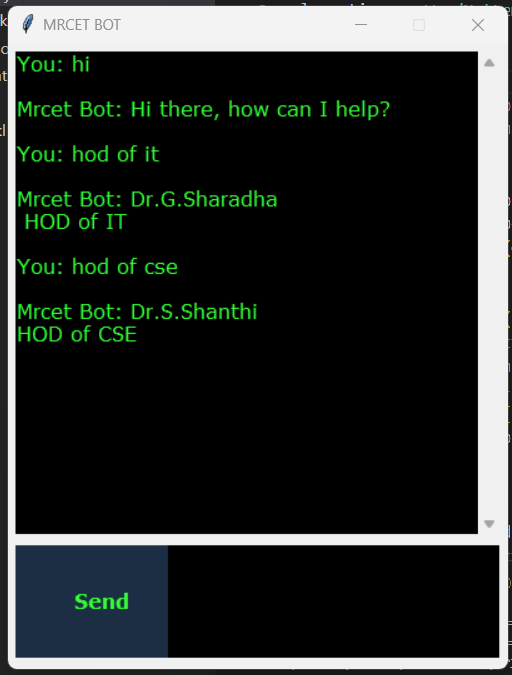 MRCET BOT
You: hi
Mrcet Bot: Hi there, how can I help?
You: hod of it
Mrcet Bot: Dr.G.Sharadha
HOD of IT
You: hod of cse
Mrcet Bot: Dr.S.Shanthi
HOD of CSE
Send